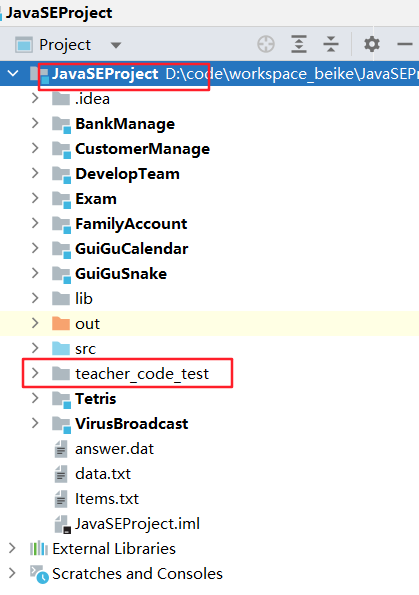 JavaSEProject
Project
JavaSEProject D:\code\workspace_beike\JavaSEPr
.idea
BankManage
CustomerManage
DevelopTeam
Exam
FamilyAccount
GuiGuCalendar
GuiGuSnake
lib
out
src
teacher_code_test
Tetris
VirusBroadcast
answer.dat
data.txt
Items.txt
JavaSEProject.iml
External Libraries
Scratches and Consoles